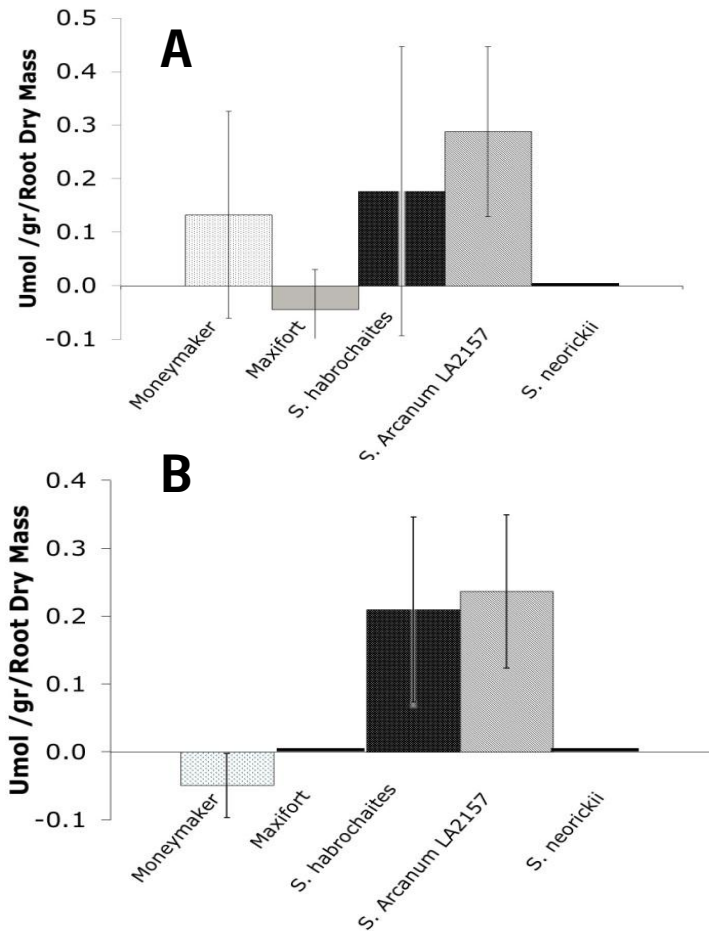 A
Umol /gr/Root Dry Mass
0.5
0.4
0.3
0.2
0.1
0.0
-0.1
Moneymaker
Maxifort
S. habrochaites
S. Arcanum LA2157
S. neorickii
B
Umol /gr/Root Dry Mass
0.4
0.3
0.2
0.1
0.0
-0.1
Moneymaker
Maxifort
S. habrochaites
S. Arcanum LA2157
S. neorickii